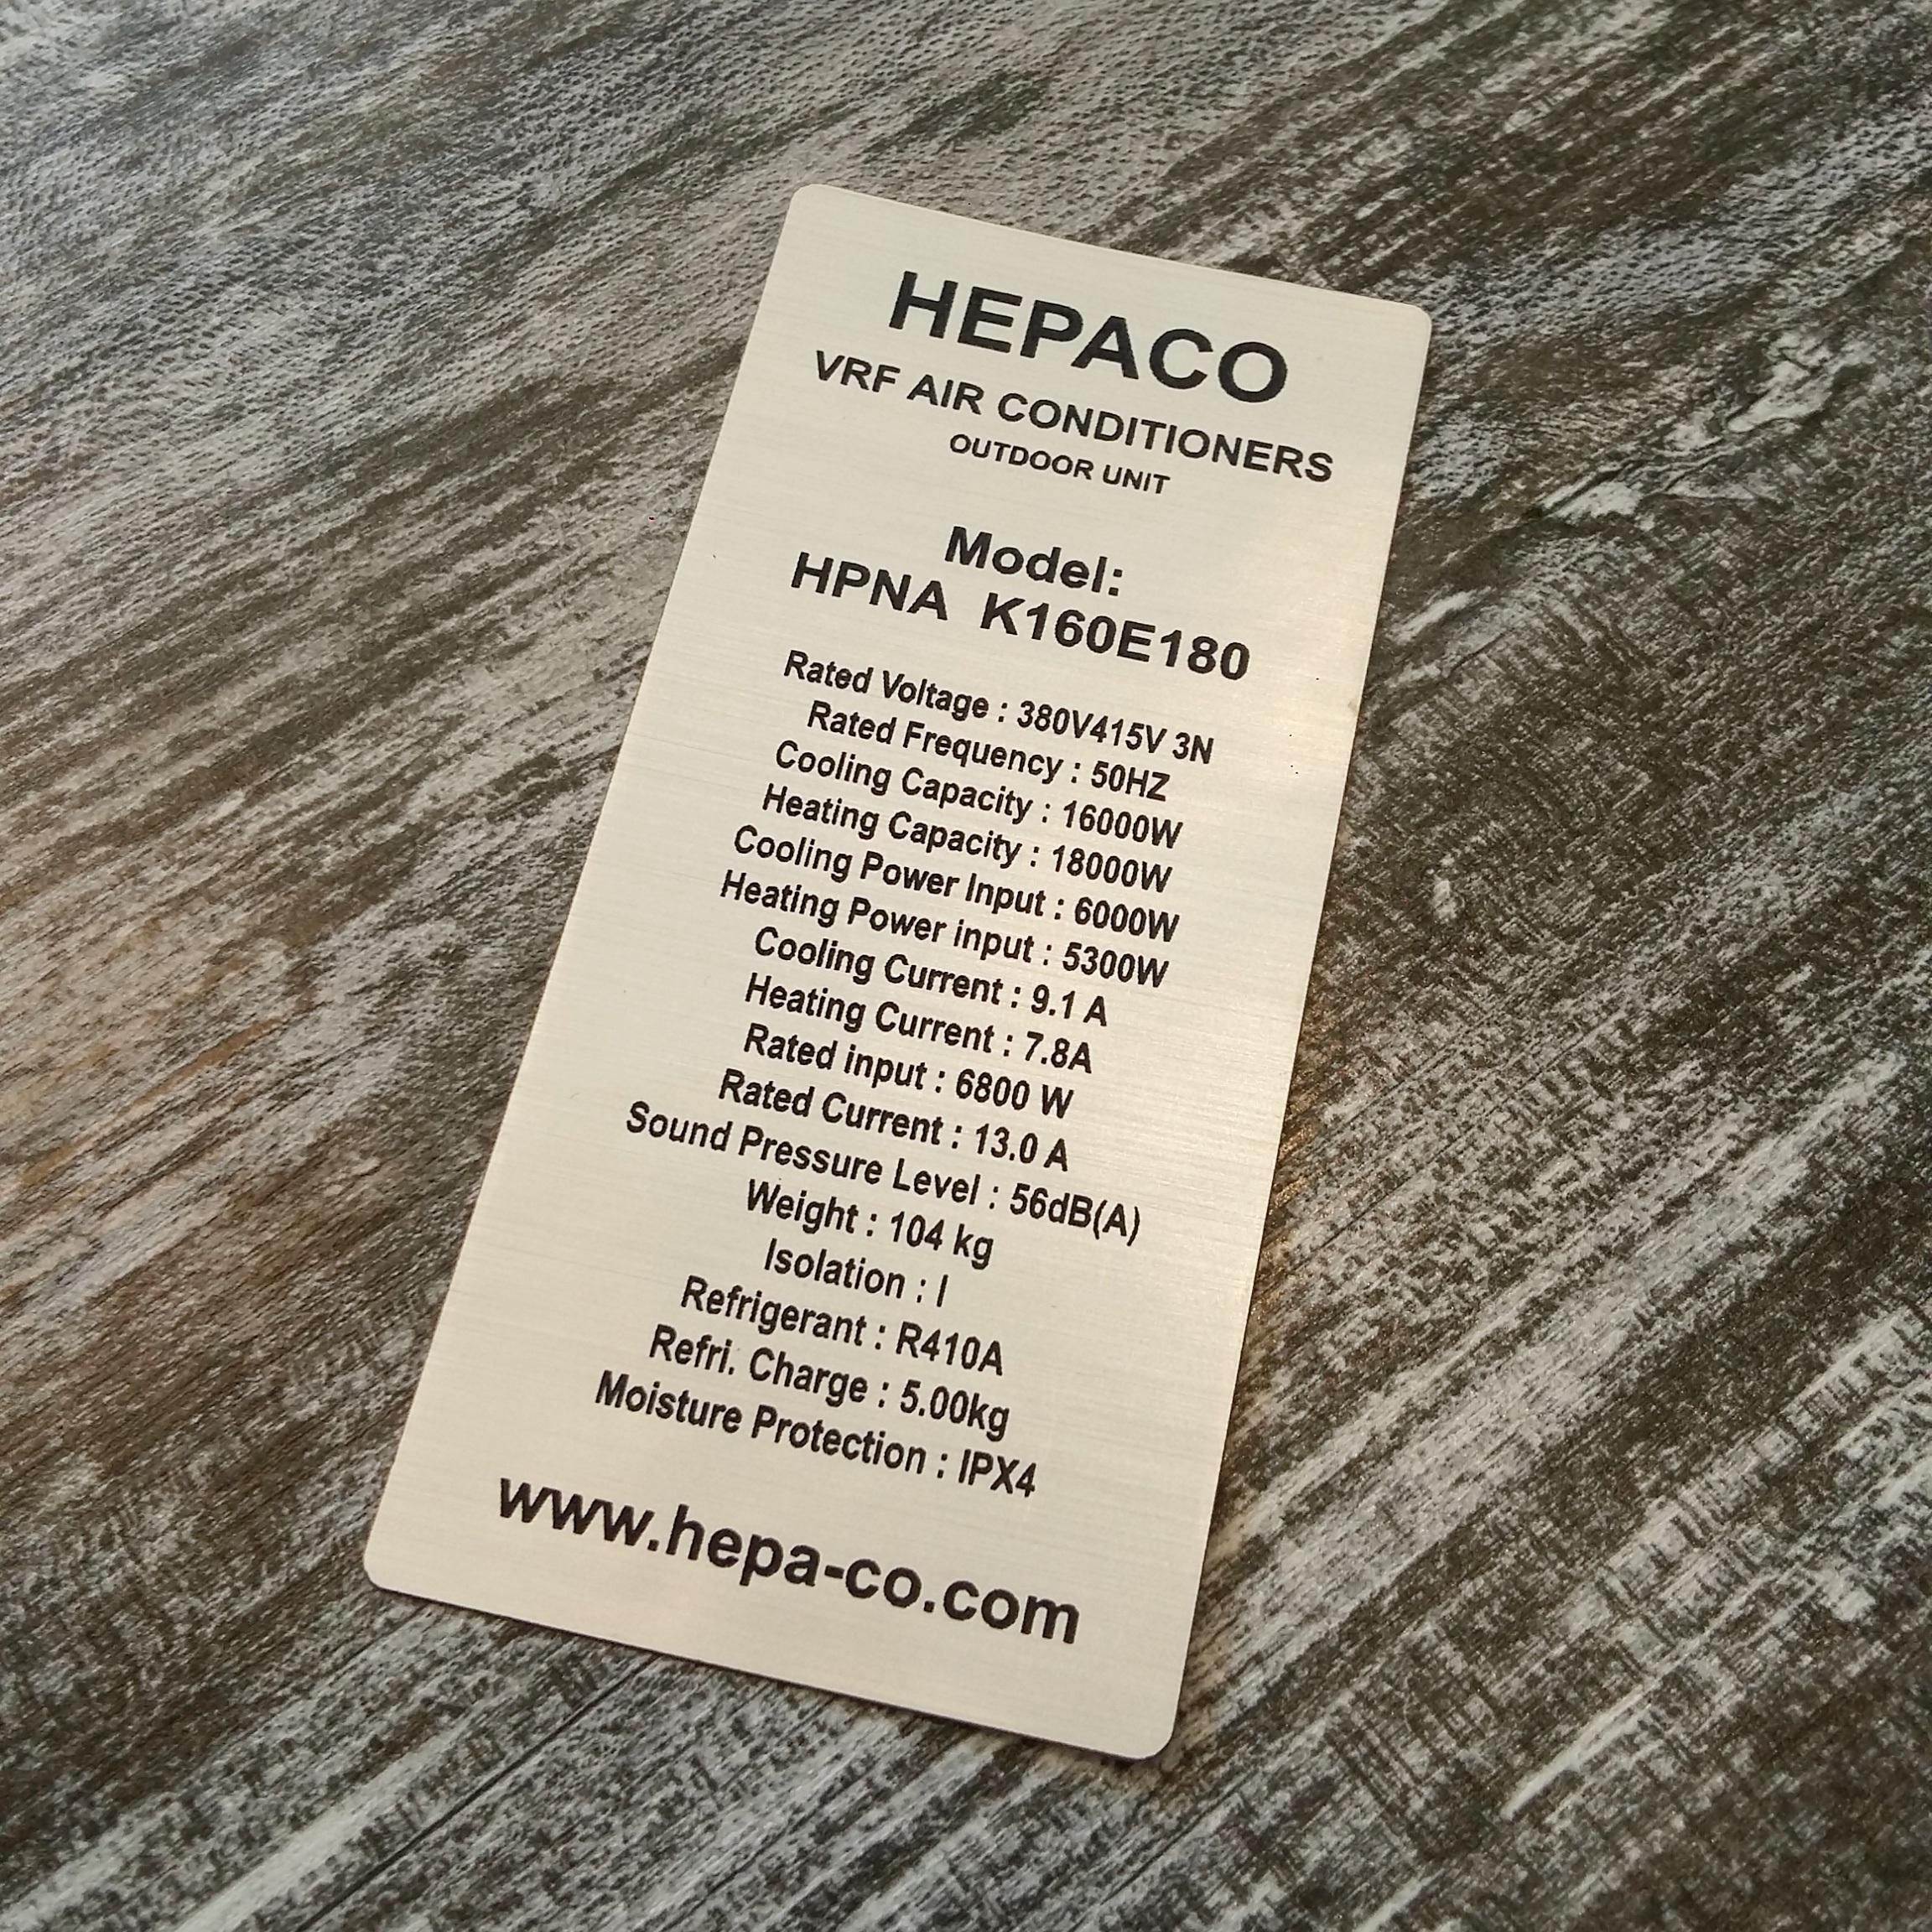 HEPACO
VRF AIR CONDITIONERS
OUTDOOR UNIT
Model:
HPNA K160E180
Rated Voltage : 380V415V 3N
Rated Frequency : 50HZ
Cooling Capacity : 16000W
Heating Capacity : 18000W
Cooling Power Input : 6000W
Heating Power input : 5300W
Cooling Current : 9.1 A
Heating Current : 7.8A
Rated input : 6800 W
Rated Current : 13.0 A
Sound Pressure Level : 56dB(A)
Weight : 104 kg
Isolation : I
Refrigerant : R410A
Refri. Charge : 5.00kg
Moisture Protection : IPX4
www.hepa-co.com